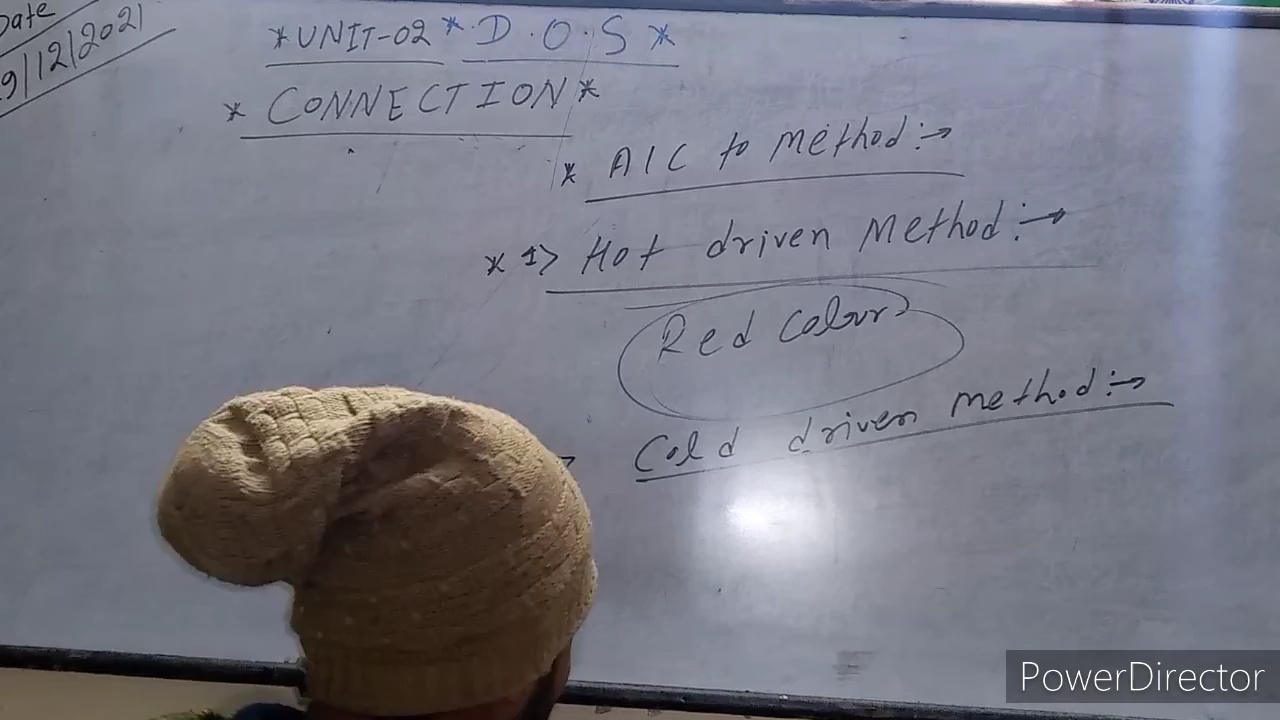 Date
9/12/2021
*UNIT-02 * D.O.S *
* CONNECTION *
* A/C to Method:→
* 1> Hot driven Method:→
Red Colour
Cold driven Method:→
PowerDirector